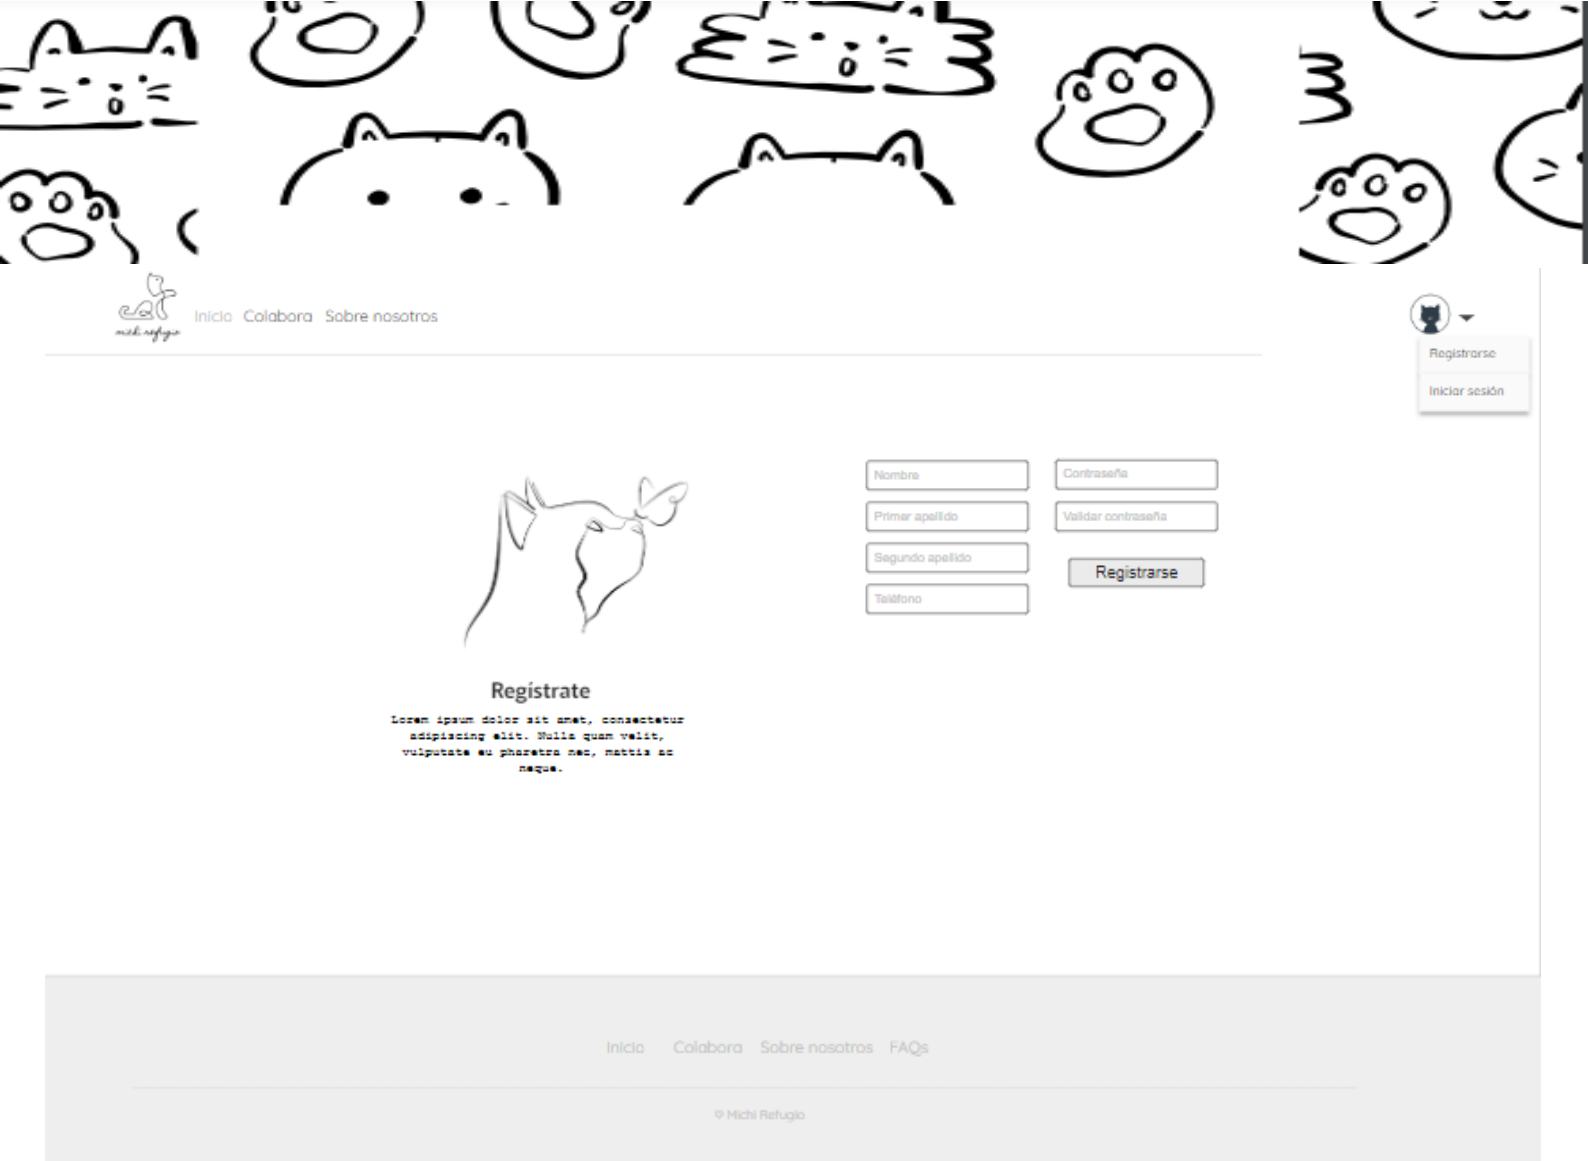 michi refugio
Inicio Colabora Sobre nosotros
Registrarse
Iniciar sesión
Nombre
Contraseña
Primer apellido
Validar contraseña
Segundo apellido
Registrarse
Teléfono
Regístrate
Lorem ipsum dolor sit amet, consectetur
adipiscing elit. Nulla quam velit,
vulputate eu pharetra nec, mattis ac
neque.
Inicio Colabora Sobre nosotros FAQs
♡ Michi Refugio